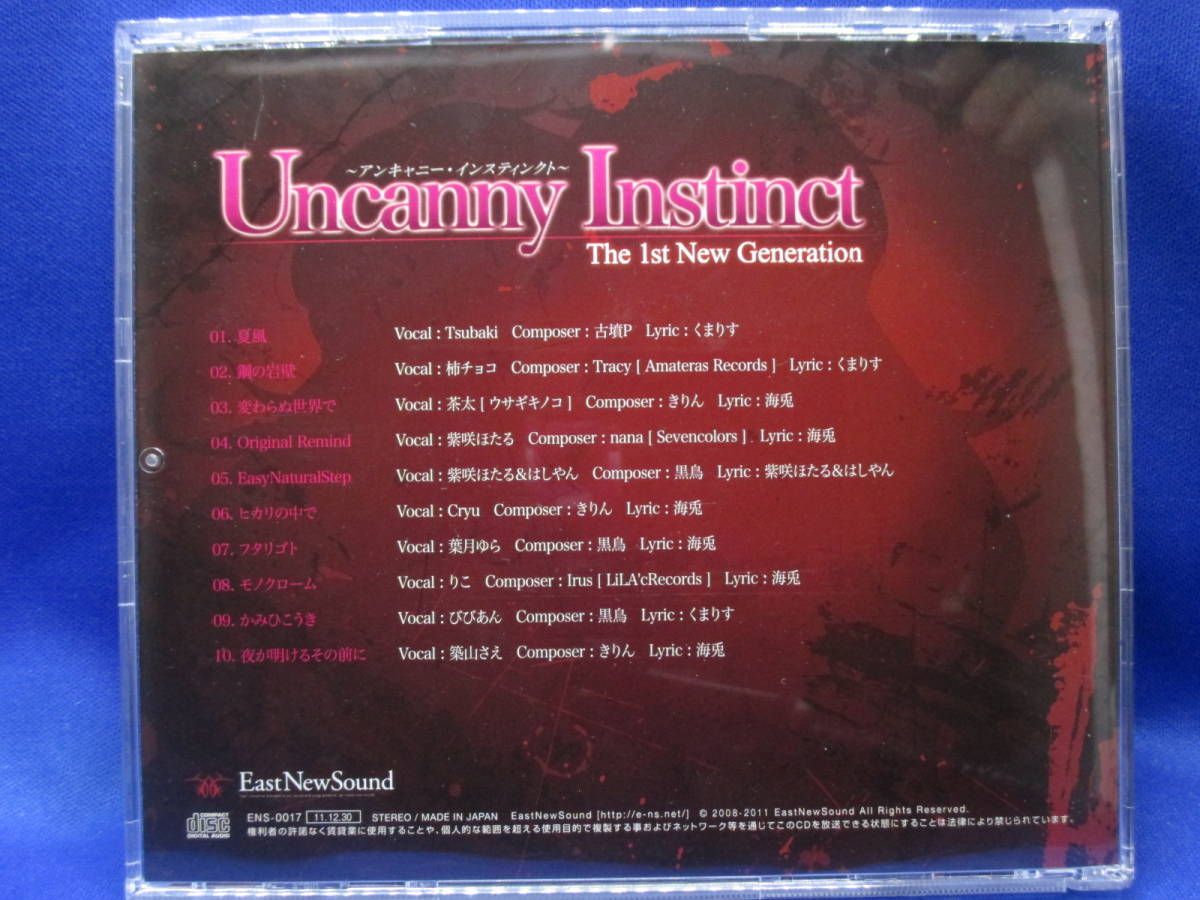 ~アンキャニー・インスティンクト~
Uncanny Instinct
The 1st New Generation
01. 夏風 Vocal : Tsubaki Composer : 古墳P Lyric : くまりす
02. 鋼の岩壁 Vocal : 柿チョコ Composer : Tracy [ Amateras Records ] Lyric : くまりす
03. 変わらぬ世界で Vocal : 茶太 [ ウサギキノコ ] Composer : きりん Lyric : 海兎
04. Original Remind Vocal : 紫咲ほたる Composer : nana [ Sevencolors ] Lyric : 海兎
05. EasyNaturalStep Vocal : 紫咲ほたる&はしやん Composer : 黒鳥 Lyric : 紫咲ほたる&はしやん
06. ヒカリの中で Vocal : Cryu Composer : きりん Lyric : 海兎
07. フタリゴト Vocal : 葉月ゆら Composer : 黒鳥 Lyric : 海兎
08. モノクローム Vocal : りこ Composer : Irus [ LiLA'cRecords ] Lyric : 海兎
09. かみひこうき Vocal : びびあん Composer : 黒鳥 Lyric : くまりす
10. 夜が明けるその前に Vocal : 築山さえ Composer : きりん Lyric : 海兎
EastNewSound
COMPACT disc DIGITAL AUDIO
ENS-0017 11.12.30 STEREO / MADE IN JAPAN EastNewSound [http://e-ns.net/] © 2008-2011 EastNewSound All Rights Reserved.
権利者の許諾なく賃貸業に使用することや、個人的な範囲を超える使用目的で複製する事およびネットワーク等を通じてこのCDを放送できる状態にすることは法律により禁じられています。